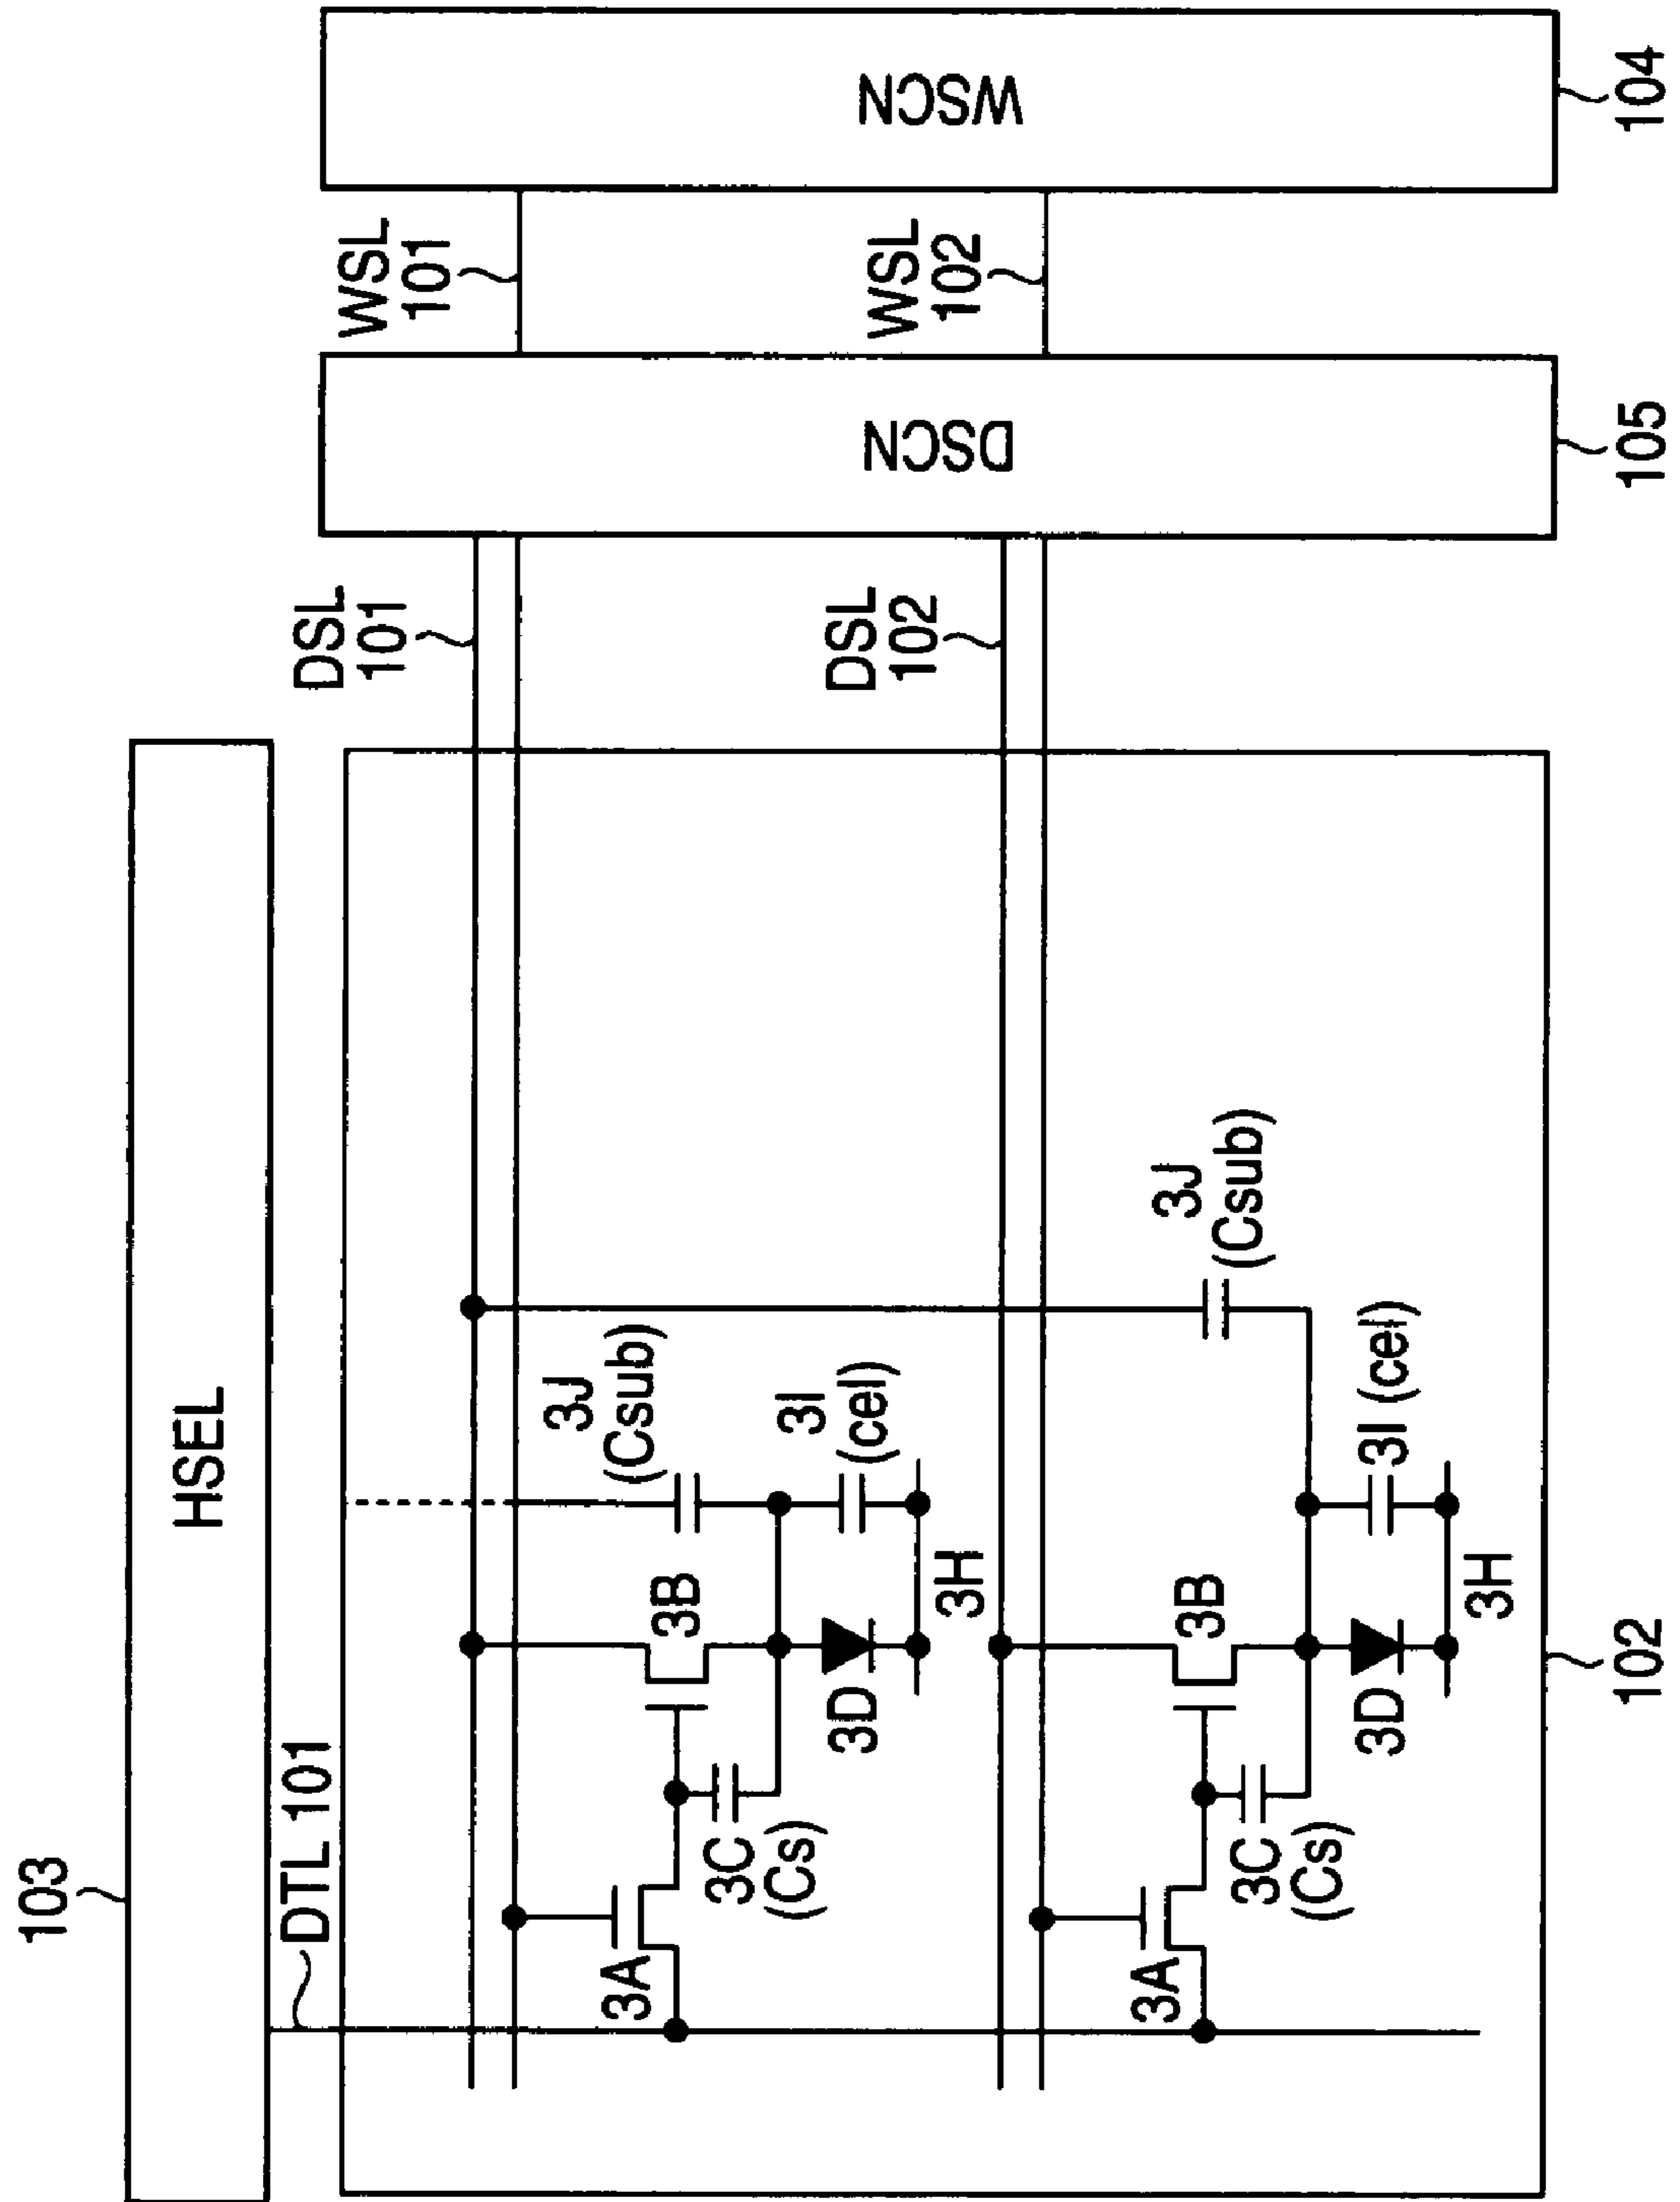 103
HSEL
DTL 101
DSL
101
WSL
101
3J
(Csub)
3A
3B
3C
(Cs)
3I
(cel)
3D
3H
DSL
102
WSL
102
DSCN
WSCN
3J
(Csub)
3A
3B
3C
(Cs)
3D
3I (cel)
3H
102
105
104